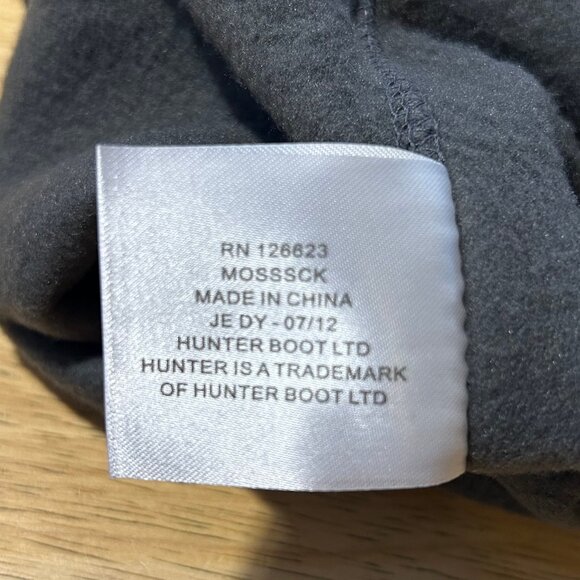 RN 126623
MOSSSCK
MADE IN CHINA
JE DY - 07/12
HUNTER BOOT LTD
HUNTER IS A TRADEMARK
OF HUNTER BOOT LTD